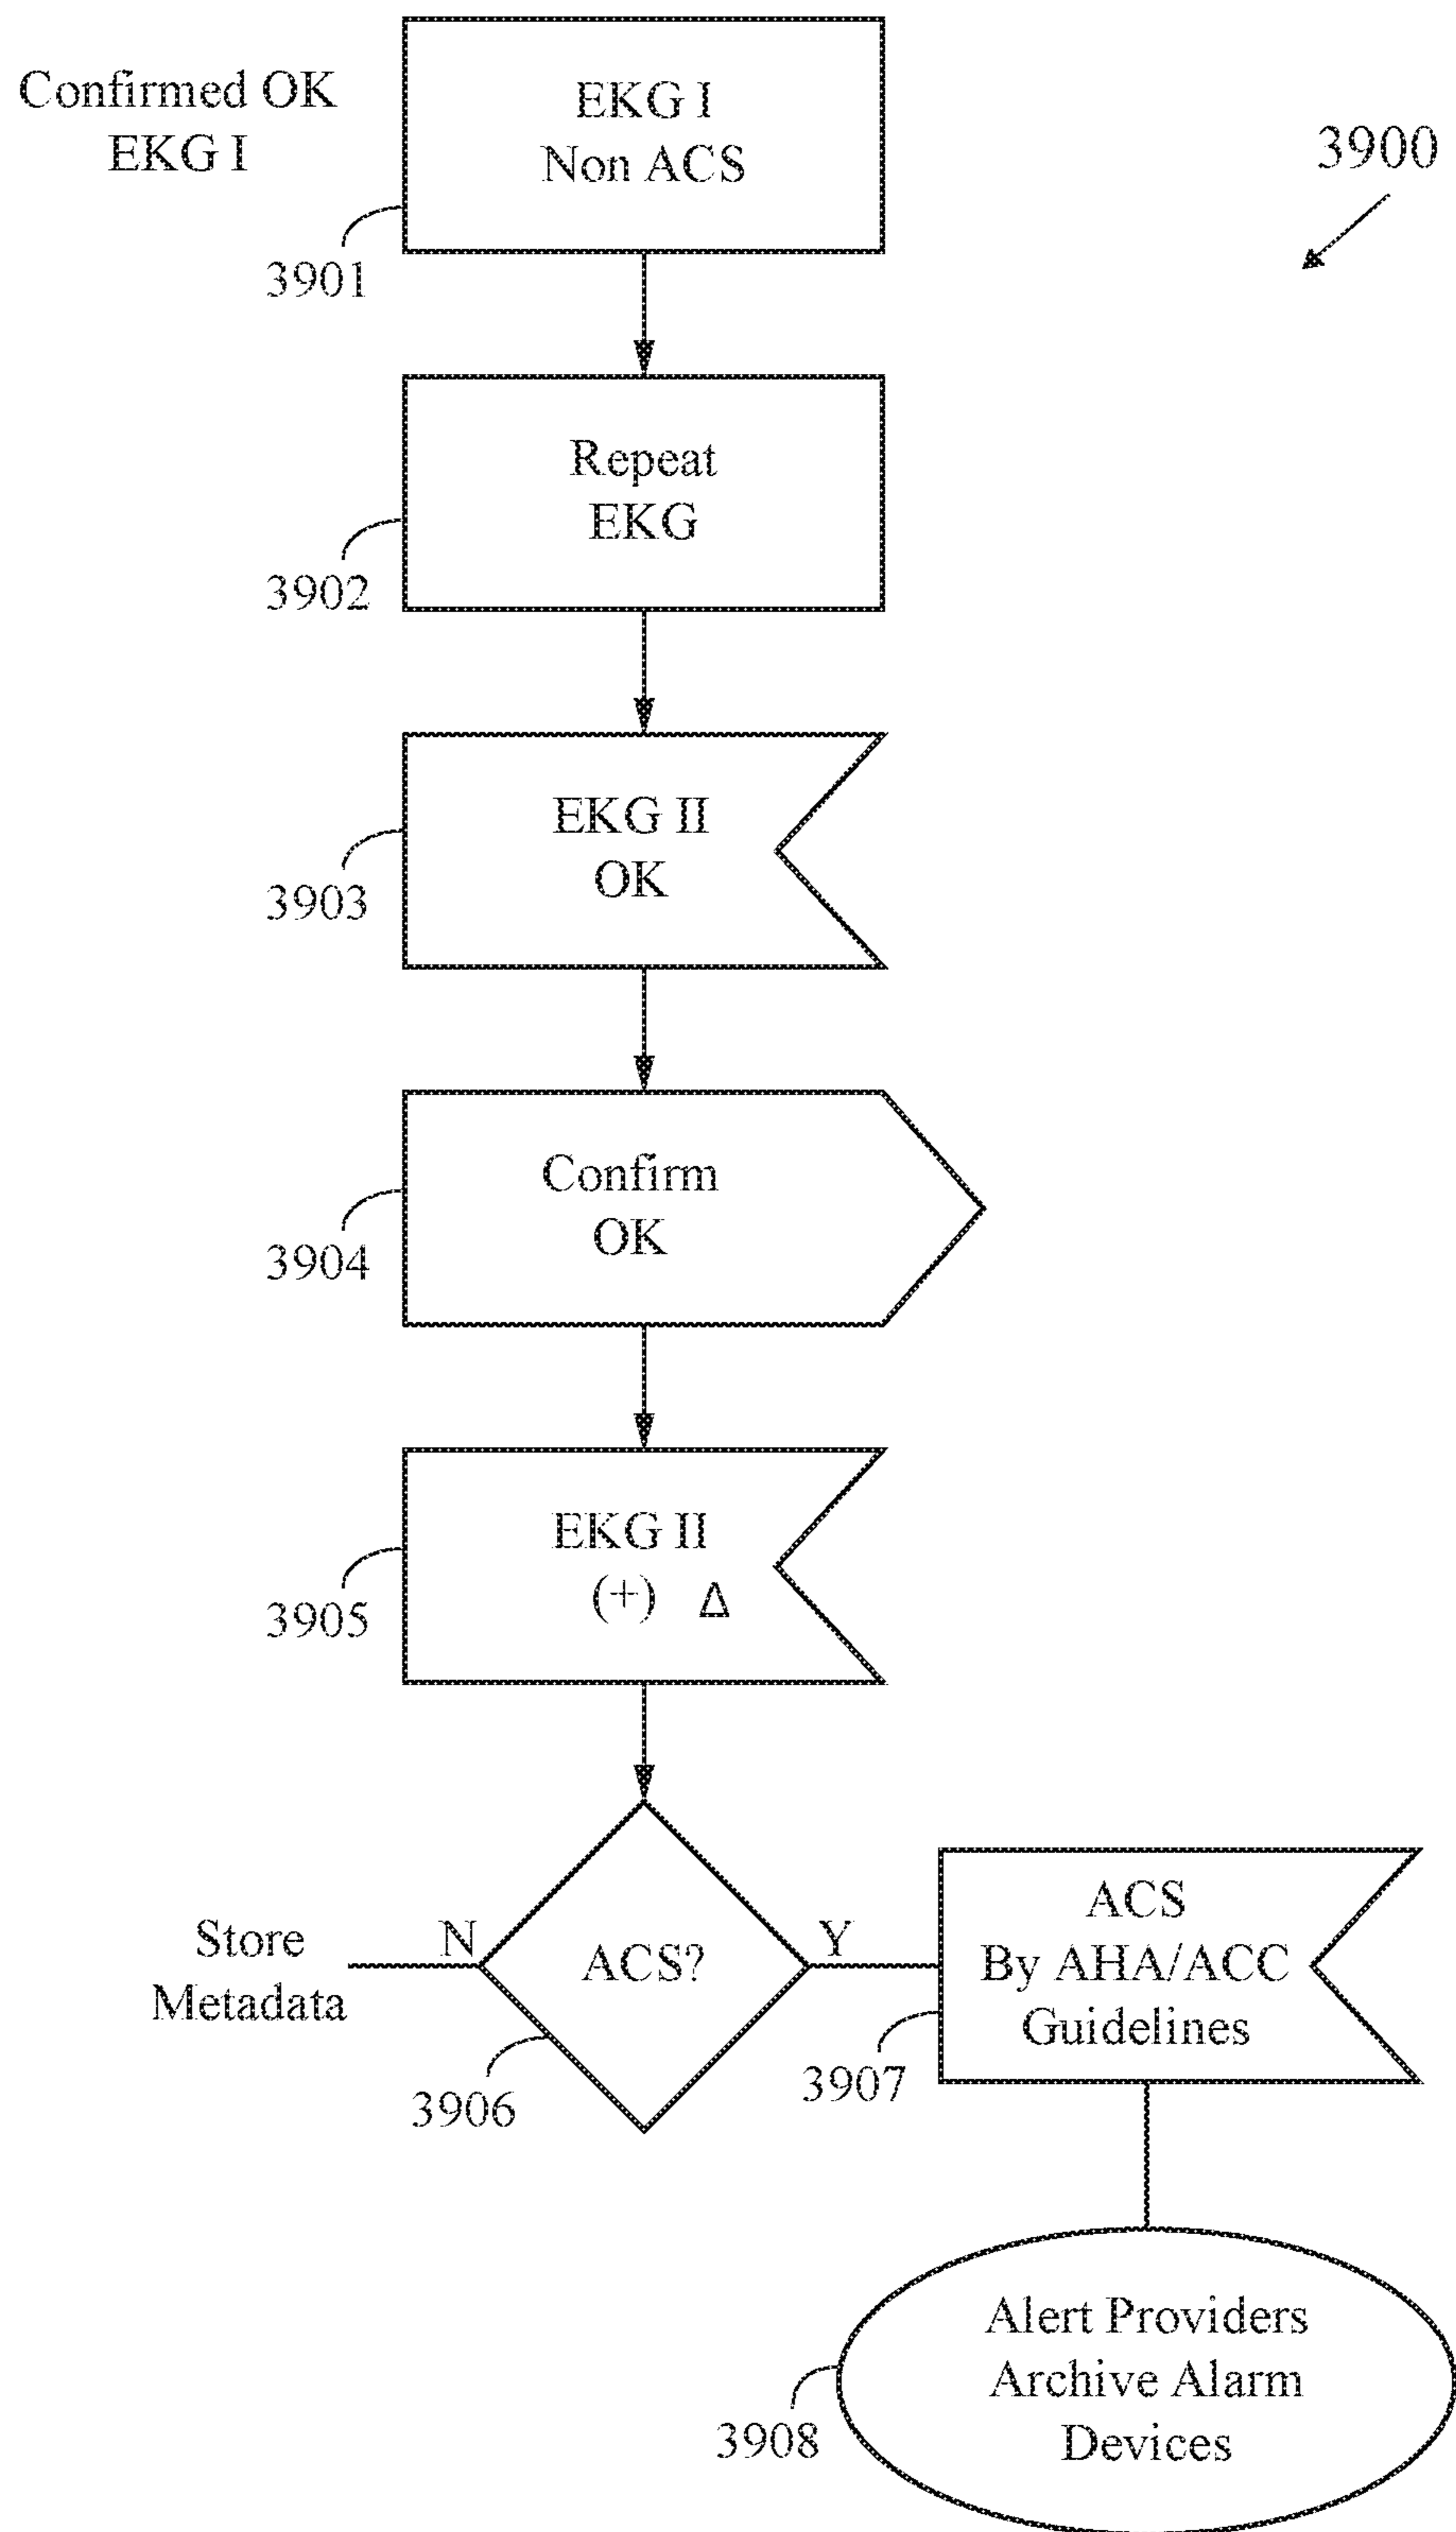 Confirmed OK
EKG I
EKG I
Non ACS
3900
3901
Repeat
EKG
3902
EKG II
OK
3903
Confirm
OK
3904
EKG II
(+) Δ
3905
Store
Metadata
N
ACS?
Y
3906
ACS
By AHA/ACC
Guidelines
3907
Alert Providers
Archive Alarm
Devices
3908